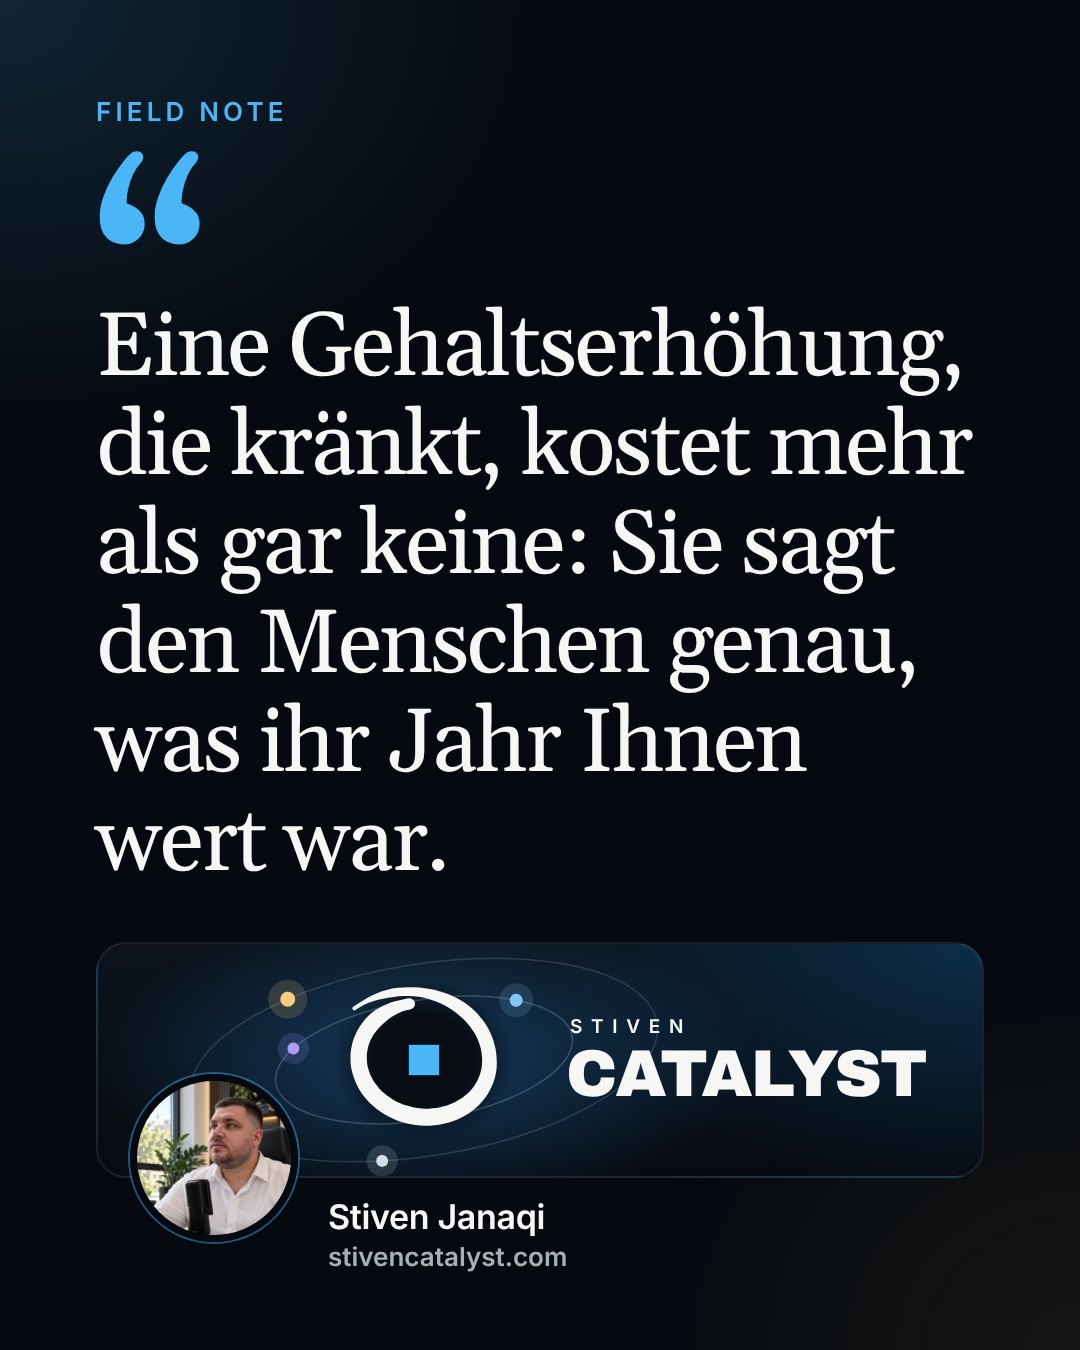 FIELD NOTE
“
Eine Gehaltserhöhung,
die kränkt, kostet mehr
als gar keine: Sie sagt
den Menschen genau,
was ihr Jahr Ihnen
wert war.
STIVEN
CATALYST
Stiven Janaqi
stivencatalyst.com